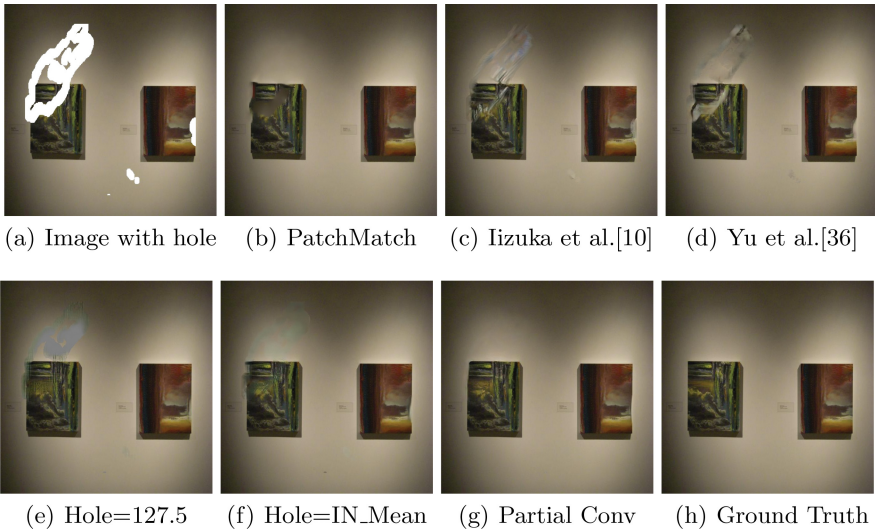 (a) Image with hole
(b) PatchMatch
(c) Iizuka et al.[10]
(d) Yu et al.[36]
(e) Hole=127.5
(f) Hole=IN_Mean
(g) Partial Conv
(h) Ground Truth